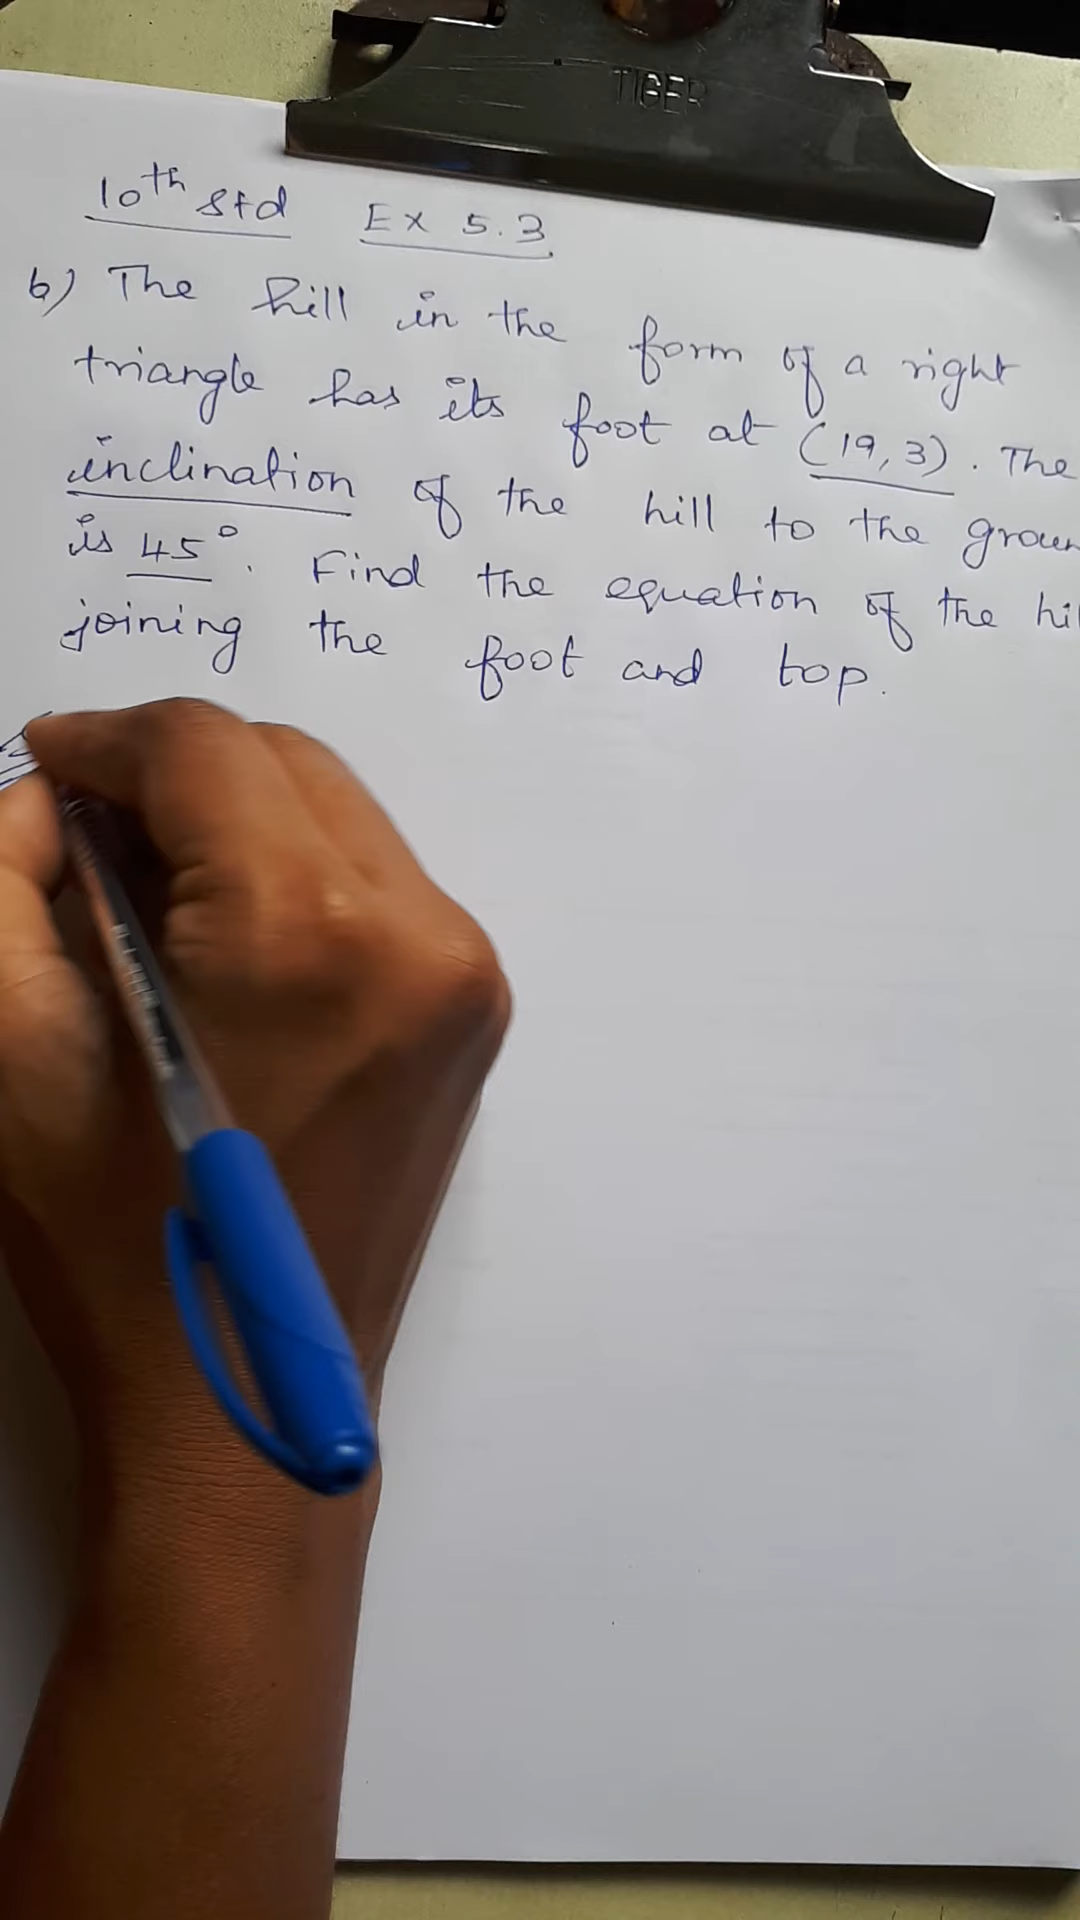 TIGER
10th std Ex 5.3
6) The hill in the form of a right
triangle has its foot at (19,3). The
inclination of the hill to the
is 45°. Find the equation of the
joining the foot and top.